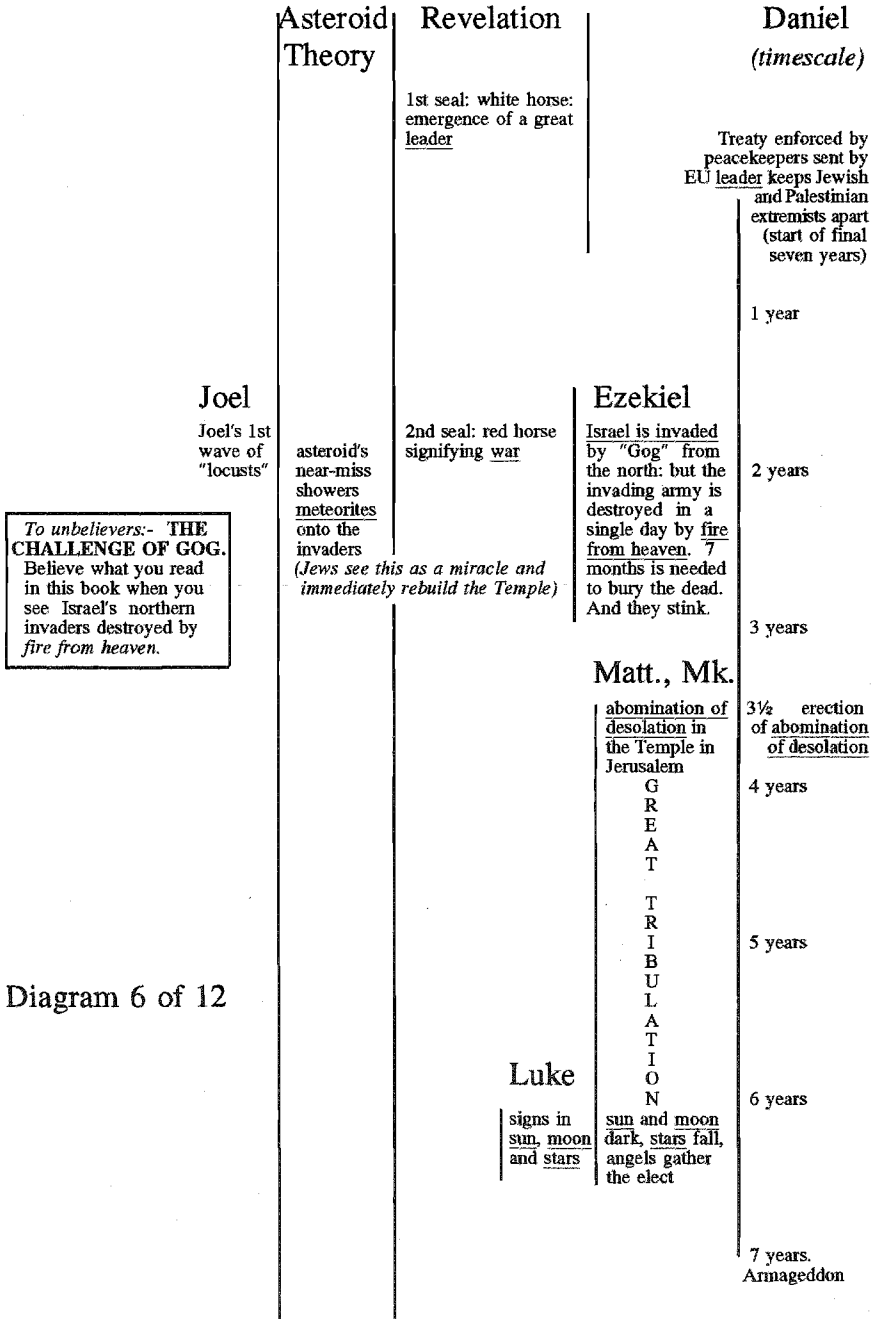 Asteroid
Theory
Revelation
Daniel
(timescale)
1st seal: white horse:
emergence of a great
leader
Treaty enforced by
peacekeepers sent by
EU leader keeps Jewish
and Palestinian
extremists apart
(start of final
seven years)
1 year
Joel
Joel's 1st
wave of
"locusts"
asteroid's
near-miss
showers
meteorites
onto the
invaders
(Jews see this as a miracle and
immediately rebuild the Temple)
2nd seal: red horse
signifying war
Ezekiel
Israel is invaded
by "Gog" from
the north: but the
invading army is
destroyed in a
single day by fire
from heaven. 7
months is needed
to bury the dead.
And they stink.
2 years
To unbelievers:- THE
CHALLENGE OF GOG.
Believe what you read
in this book when you
see Israel's northern
invaders destroyed by
fire from heaven.
3 years
Matt., Mk.
abomination of
desolation in
the Temple in
Jerusalem
3½ erection
of abomination
of desolation
4 years
GREAT
TRIBULATION
5 years
Diagram 6 of 12
6 years
Luke
signs in
sun, moon
and stars
sun and moon
dark, stars fall,
angels gather
the elect
7 years.
Armageddon